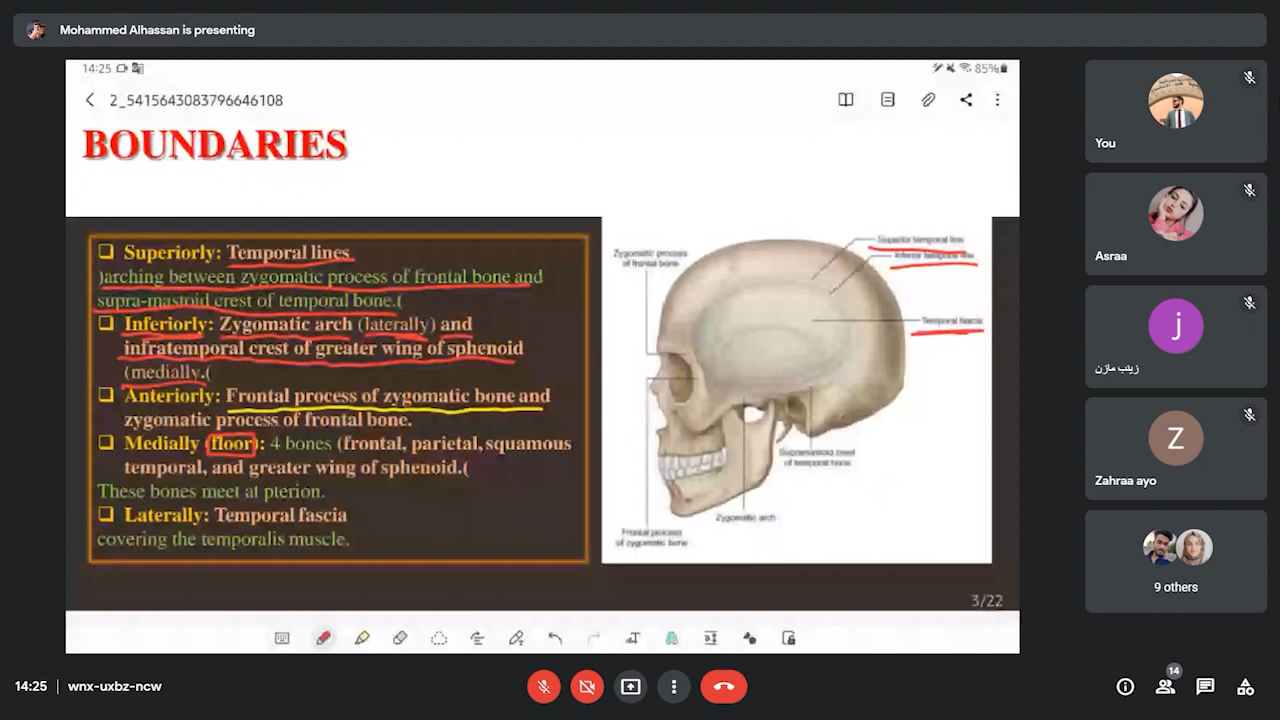 Mohammed Alhassan is presenting
14:25
85%
2_5415643083796646108
BOUNDARIES
Superiorly: Temporal lines
)arching between zygomatic process of frontal bone and
supra-mastoid crest of temporal bone.(
Inferiorly: Zygomatic arch (laterally) and
infratemporal crest of greater wing of sphenoid
(medially.(
Anteriorly: Frontal process of zygomatic bone and
zygomatic process of frontal bone.
Medially (floor): 4 bones (frontal, parietal, squamous
temporal, and greater wing of sphenoid.(
These bones meet at pterion.
Laterally: Temporal fascia
covering the temporalis muscle.
Zygomatic process
of frontal bone
Superior temporal line
Inferior temporal line
Temporal fascia
Supramastoid crest
of temporal bone
Zygomatic arch
Frontal process
of zygomatic bone
3/22
You
Asraa
j
زينب مازن
Z
Zahraa ayo
9 others
14:25
wnx-uxbz-ncw
14